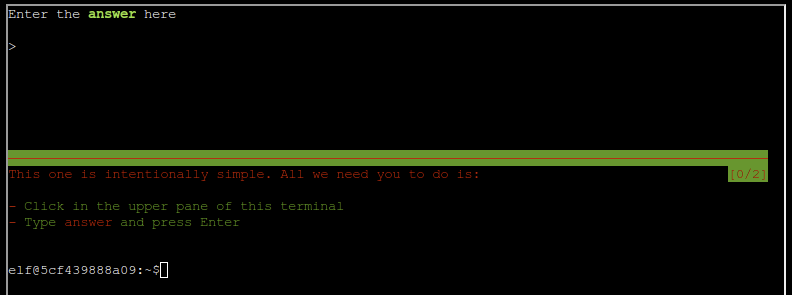 Enter the answer here
>
This one is intentionally simple. All we need you to do is: [0/2]
- Click in the upper pane of this terminal
- Type answer and press Enter
elf@5cf439888a09:~$